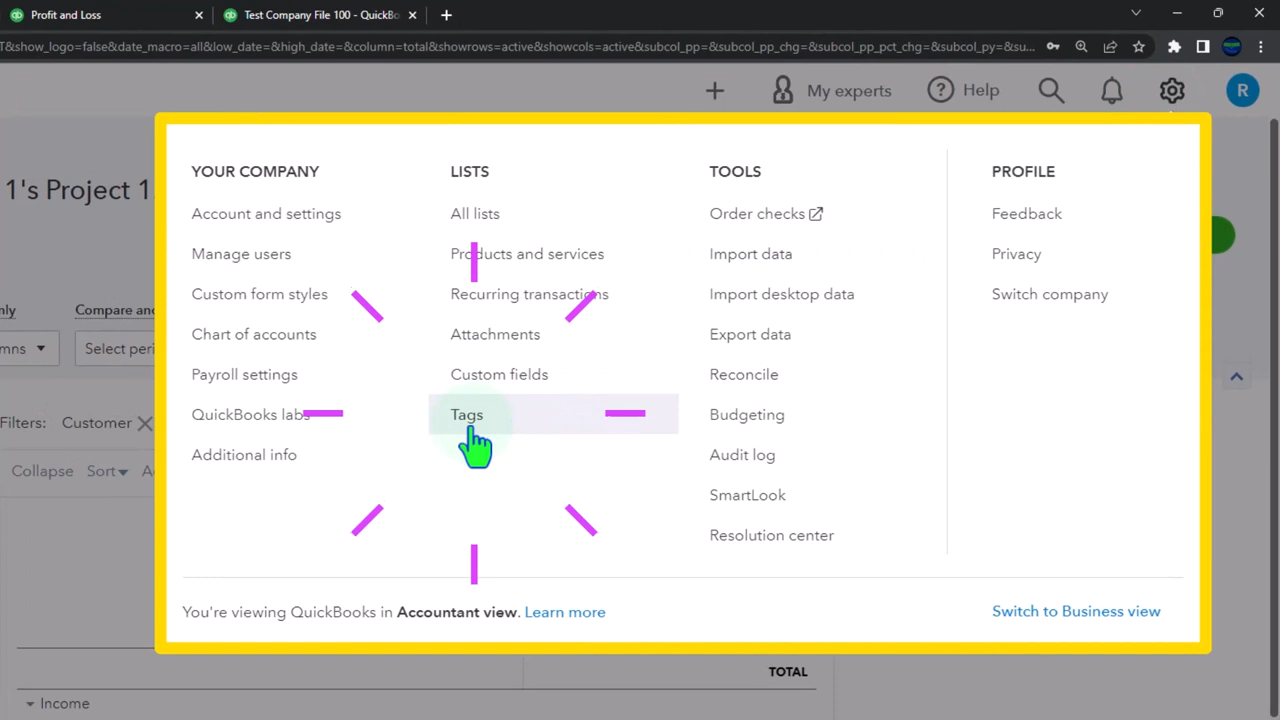 Profit and Loss
Test Company File 100 - QuickBo
T&show_logo=false&date_macro=all&low_date=&high_date=&column=total&showrows=active&showcols=active&subcol_pp=&subcol_pp_chg=&subcol_pp_pct_chg=&subcol_py=&su...
My experts
Help
R
1's Project 1
YOUR COMPANY
Account and settings
Manage users
Custom form styles
Chart of accounts
Payroll settings
QuickBooks labs
Additional info
LISTS
All lists
Products and services
Recurring transactions
Attachments
Custom fields
Tags
TOOLS
Order checks
Import data
Import desktop data
Export data
Reconcile
Budgeting
Audit log
SmartLook
Resolution center
PROFILE
Feedback
Privacy
Switch company
You're viewing QuickBooks in Accountant view. Learn more
Switch to Business view
nly
Compare and
mns
Select peri
Filters: Customer
Collapse Sort A
TOTAL
Income